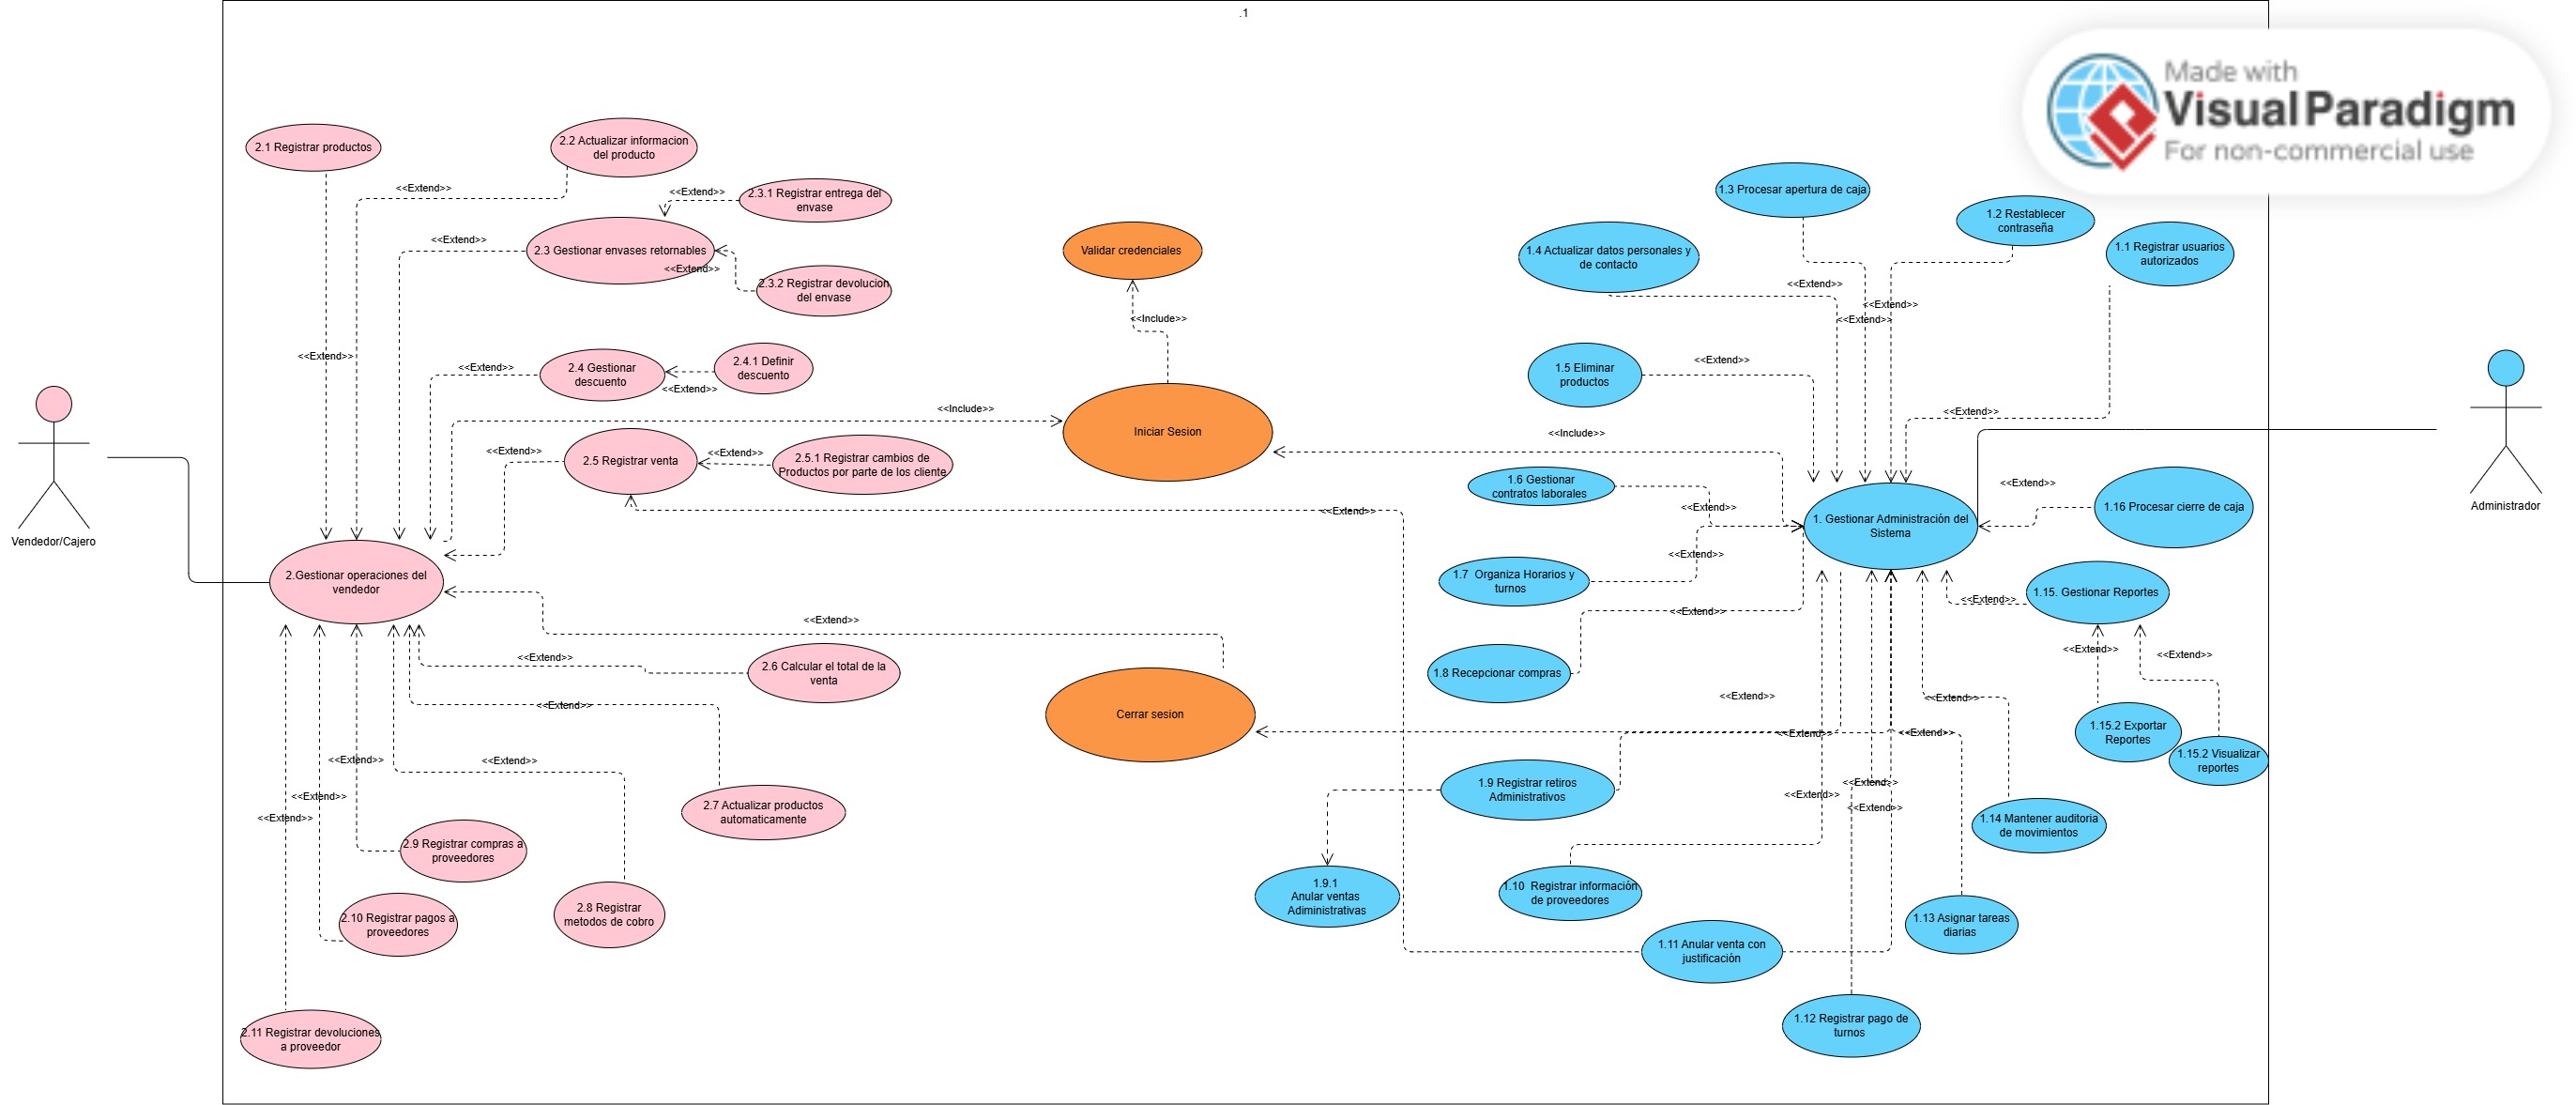 .1
Made with
Visual Paradigm
For non-commercial use
2.1 Registrar productos
2.2 Actualizar informacion
del producto
<<Extend>>
<<Extend>>
2.3.1 Registrar entrega del
envase
<<Extend>>
2.3 Gestionar envases retornables
<<Extend>>
2.3.2 Registrar devolucion
del envase
<<Extend>>
<<Extend>>
2.4 Gestionar
descuento
2.4.1 Definir
descuento
<<Extend>>
<<Include>>
<<Extend>>
2.5 Registrar venta
<<Extend>>
2.5.1 Registrar cambios de
Productos por parte de los cliente
Vendedor/Cajero
2.Gestionar operaciones del
vendedor
<<Extend>>
<<Extend>>
2.6 Calcular el total de la
venta
<<Extend>>
<<Extend>>
<<Extend>>
<<Extend>>
<<Extend>>
2.7 Actualizar productos
automaticamente
2.9 Registrar compras a
proveedores
2.10 Registrar pagos a
proveedores
2.8 Registrar
metodos de cobro
2.11 Registrar devoluciones
a proveedor
Validar credenciales
<<Include>>
Iniciar Sesion
Cerrar sesion
1.3 Procesar apertura de caja
1.2 Restablecer
contraseña
1.1 Registrar usuarios
autorizados
1.4 Actualizar datos personales y
de contacto
<<Extend>>
<<Extend>>
<<Extend>>
1.5 Eliminar
productos
<<Extend>>
<<Extend>>
<<Include>>
1.6 Gestionar
contratos laborales
<<Extend>>
<<Extend>>
<<Extend>>
1. Gestionar Administración del
Sistema
<<Extend>>
1.16 Procesar cierre de caja
Administrador
1.7 Organiza Horarios y
turnos
<<Extend>>
1.15. Gestionar Reportes
<<Extend>>
<<Extend>>
<<Extend>>
1.8 Recepcionar compras
<<Extend>>
<<Extend>>
<<Extend>>
<<Extend>>
1.15.2 Exportar
Reportes
1.15.2 Visualizar
reportes
1.9 Registrar retiros
Administrativos
<<Extend>>
<<Extend>>
<<Extend>>
1.14 Mantener auditoria
de movimientos
1.9.1
Anular ventas
Adiministrativas
1.10 Registrar información
de proveedores
1.13 Asignar tareas
diarias
1.11 Anular venta con
justificación
1.12 Registrar pago de
turnos